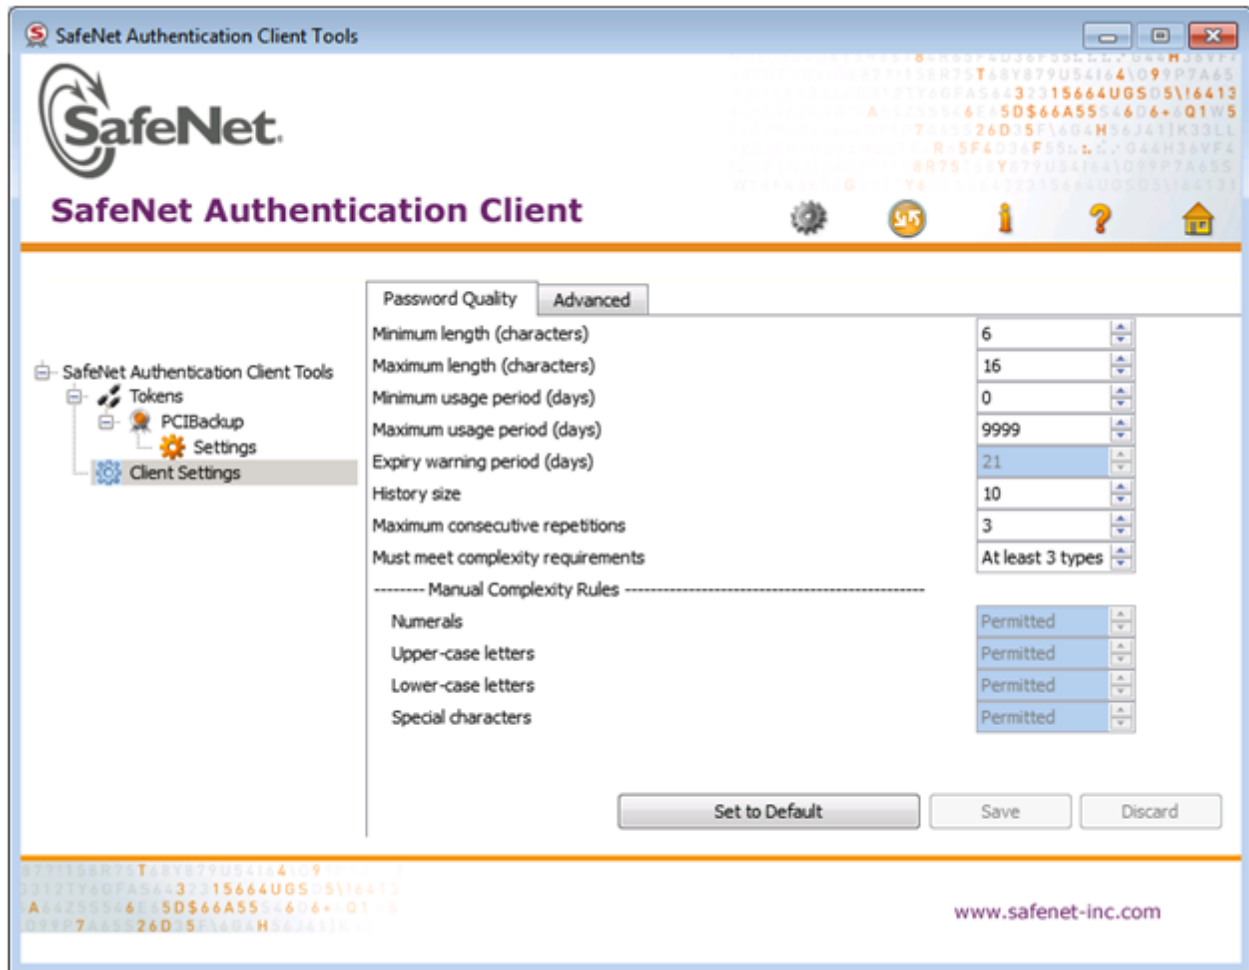 SafeNet Authentication Client Tools
SafeNet.
SafeNet Authentication Client
Password Quality
Advanced
SafeNet Authentication Client Tools
Tokens
PCIBackup
Settings
Client Settings
Minimum length (characters) 6
Maximum length (characters) 16
Minimum usage period (days) 0
Maximum usage period (days) 9999
Expiry warning period (days) 21
History size 10
Maximum consecutive repetitions 3
Must meet complexity requirements At least 3 types
-------- Manual Complexity Rules --------------------------------------------------
Numerals Permitted
Upper-case letters Permitted
Lower-case letters Permitted
Special characters Permitted
Set to Default
Save
Discard
www.safenet-inc.com